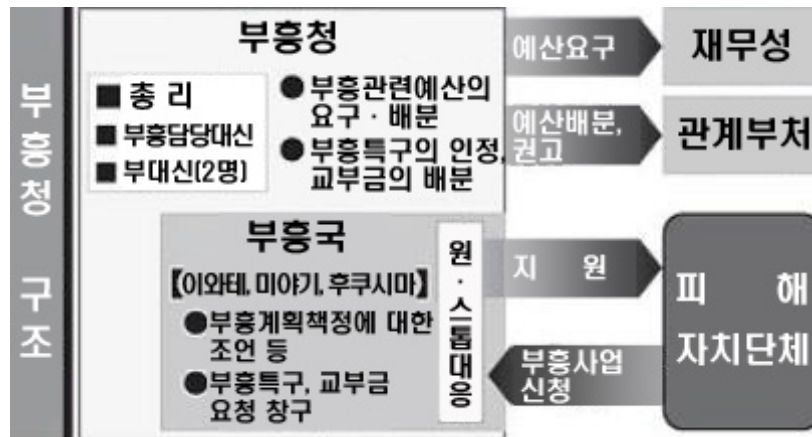 부흥청 구조
부흥청
■ 총 리
■ 부흥담당대신
■ 부대신(2명)
● 부흥관련예산의
요구 · 배분
● 부흥특구의 인정,
교부금의 배분
예산요구
재무성
예산배분,
권고
관계부처
부흥국
【이와테, 미야기, 후쿠시마】
●부흥계획책정에 대한
조언 등
●부흥특구, 교부금
요청 창구
원·스톱대응
지 원
부흥사업
신청
피 해
자치단체